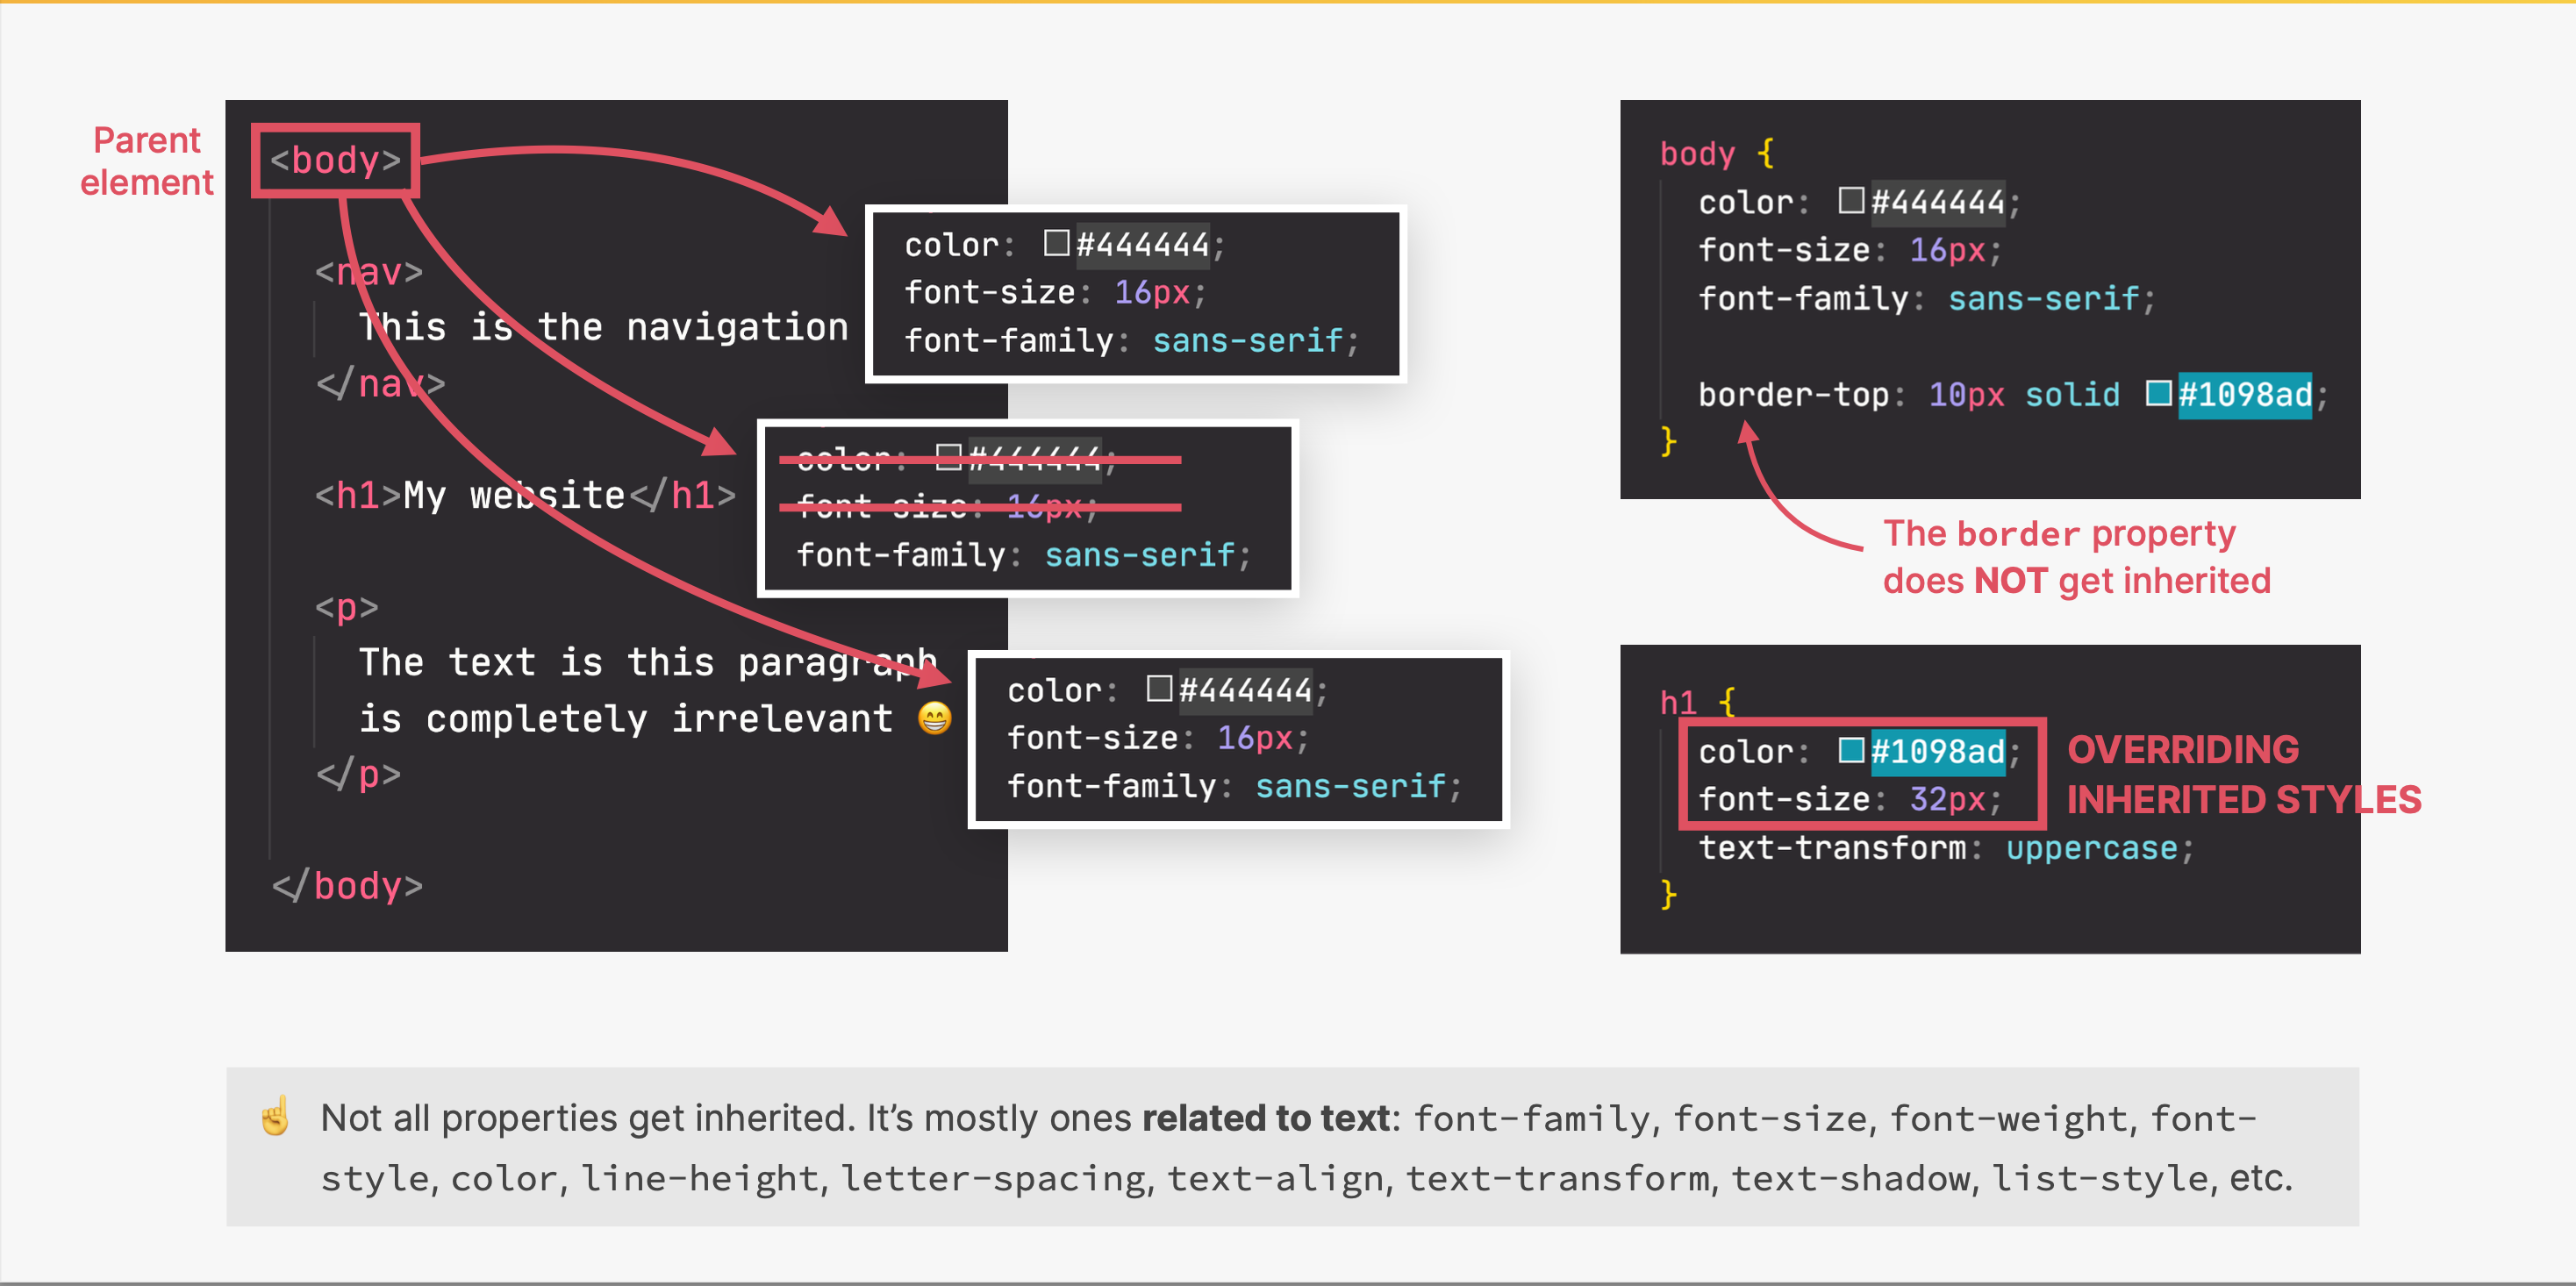 Parent
element
<body>
<nav>
This is the navigation
</nav>
<h1>My website</h1>
<p>
The text is this paragraph
is completely irrelevant 😁
</p>
</body>
color: #444444;
font-size: 16px;
font-family: sans-serif;
color: #444444;
font-size: 16px;
font-family: sans-serif;
color: #444444;
font-size: 16px;
font-family: sans-serif;
body {
color: #444444;
font-size: 16px;
font-family: sans-serif;
border-top: 10px solid #1098ad;
}
The border property
does NOT get inherited
h1 {
color: #1098ad;
font-size: 32px;
text-transform: uppercase;
}
OVERRIDING
INHERITED STYLES
☝️ Not all properties get inherited. It’s mostly ones related to text: font-family, font-size, font-weight, font-
style, color, line-height, letter-spacing, text-align, text-transform, text-shadow, list-style, etc.